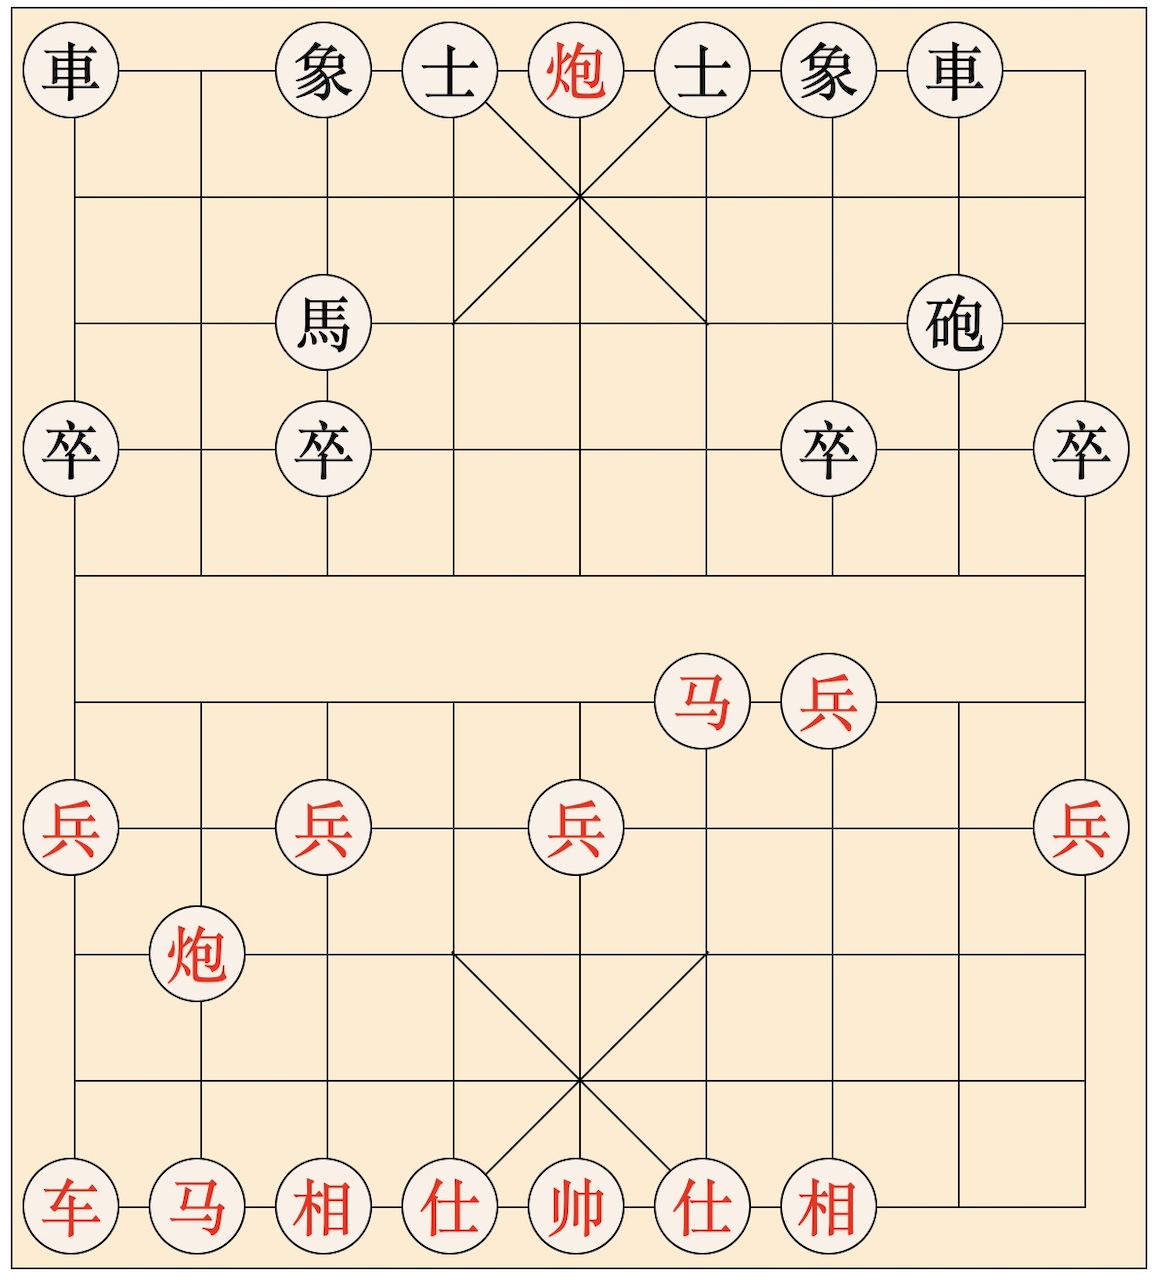 車 象 士 炮 士 象 車
馬 砲
卒 卒 卒 卒
马 兵
兵 兵 兵 兵
炮
车 马 相 仕 帅 仕 相